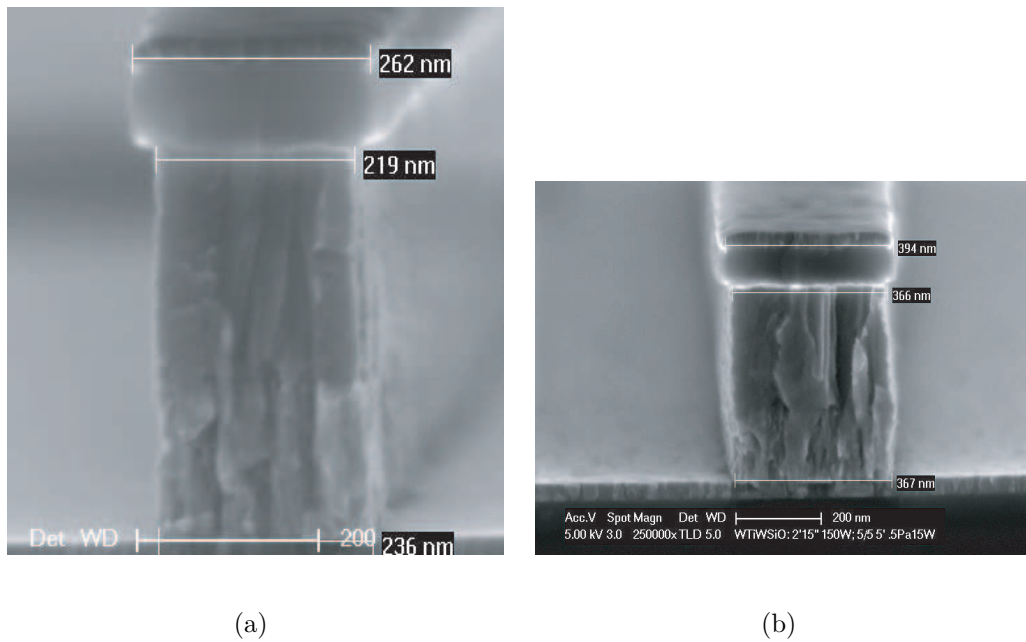 262 nm
219 nm
Det WD
200
236 nm
394 nm
366 nm
367 nm
Acc.V Spot Magn Det WD 200 nm
5.00 kV 3.0 250000x TLD 5.0 WTiWSiO: 2'15" 150W; 5/5 5' .5Pa15W
(a)
(b)